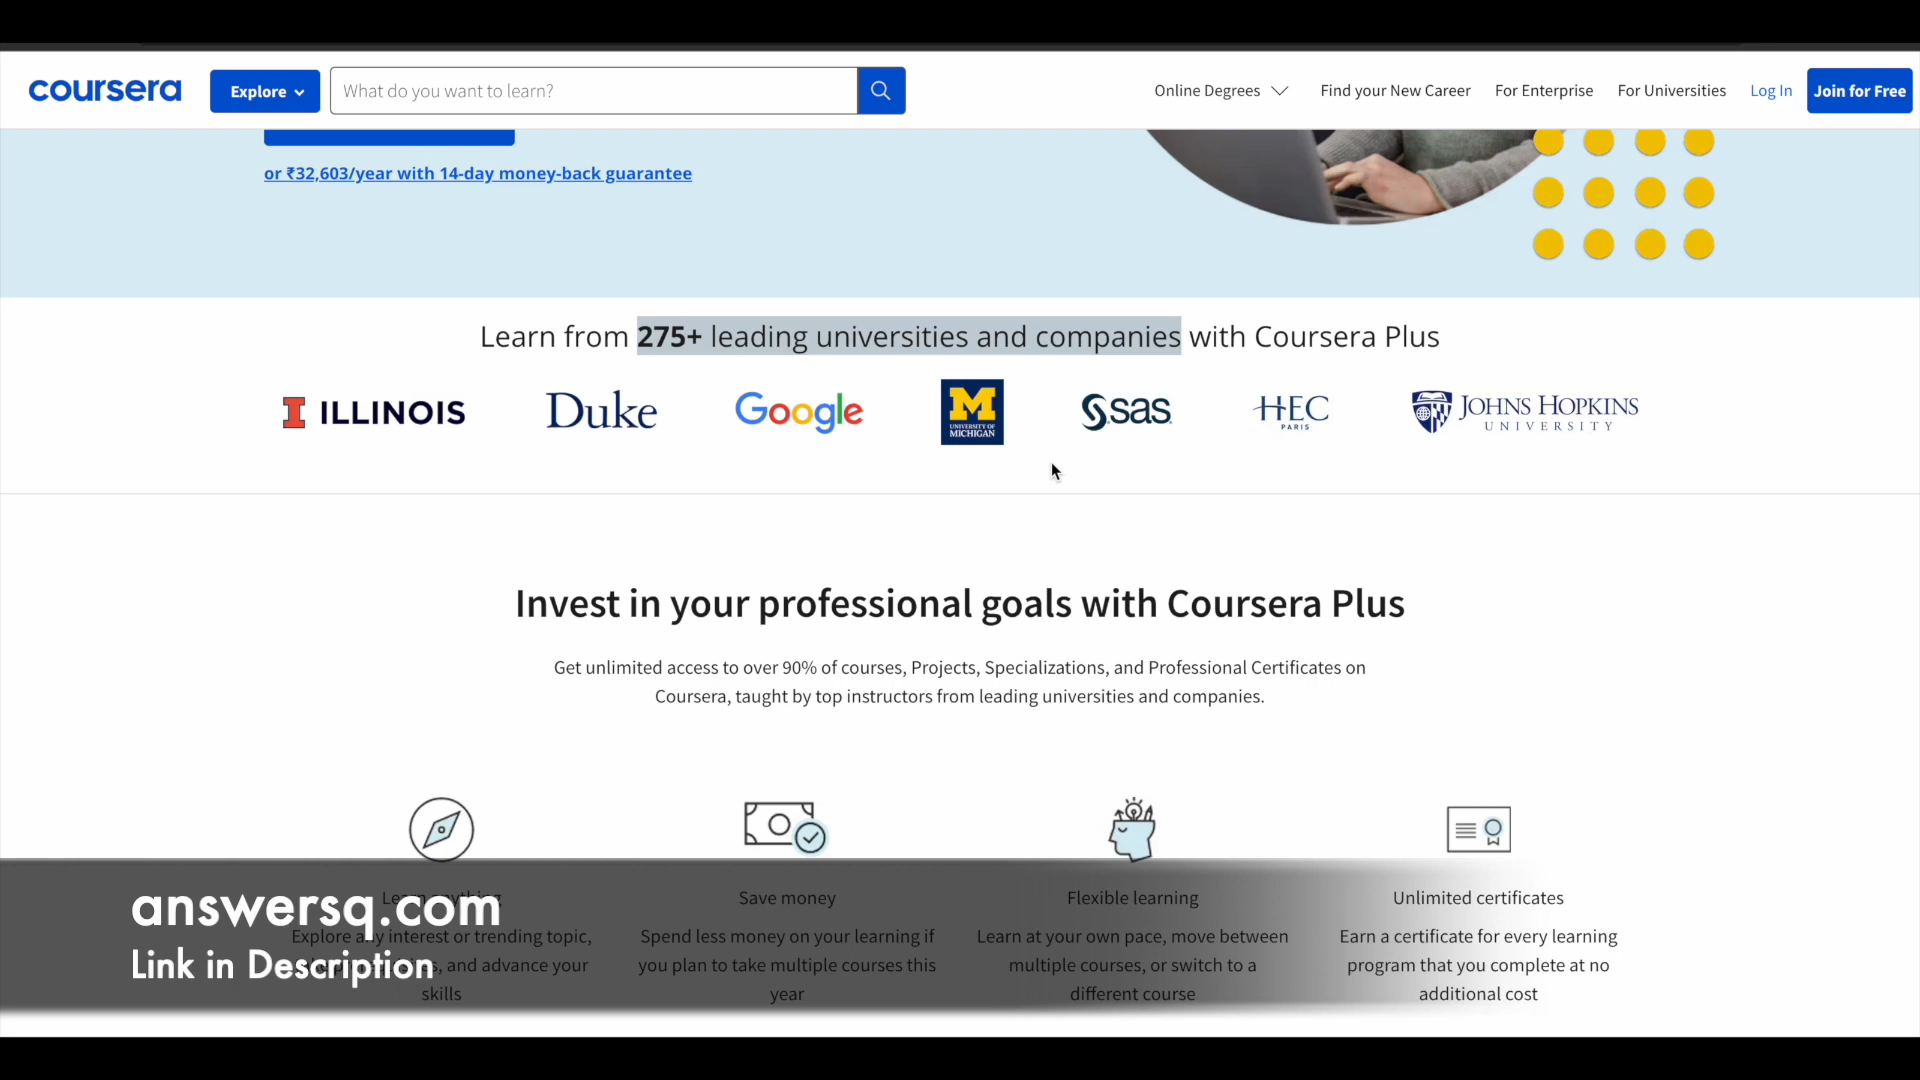 coursera
Explore
What do you want to learn?
Online Degrees
Find your New Career
For Enterprise
For Universities
Log In
Join for Free
or ₹32,603/year with 14-day money-back guarantee
Learn from 275+ leading universities and companies with Coursera Plus
I ILLINOIS
Duke
Google
M
UNIVERSITY OF
MICHIGAN
sas
HEC
PARIS
JOHNS HOPKINS
UNIVERSITY
Invest in your professional goals with Coursera Plus
Get unlimited access to over 90% of courses, Projects, Specializations, and Professional Certificates on
Coursera, taught by top instructors from leading universities and companies.
Learn anything
Explore any interest or trending topic,
and advance your
skills
Save money
Spend less money on your learning if
you plan to take multiple courses this
year
Flexible learning
Learn at your own pace, move between
multiple courses, or switch to a
different course
Unlimited certificates
Earn a certificate for every learning
program that you complete at no
additional cost
answersq.com
Link in Description